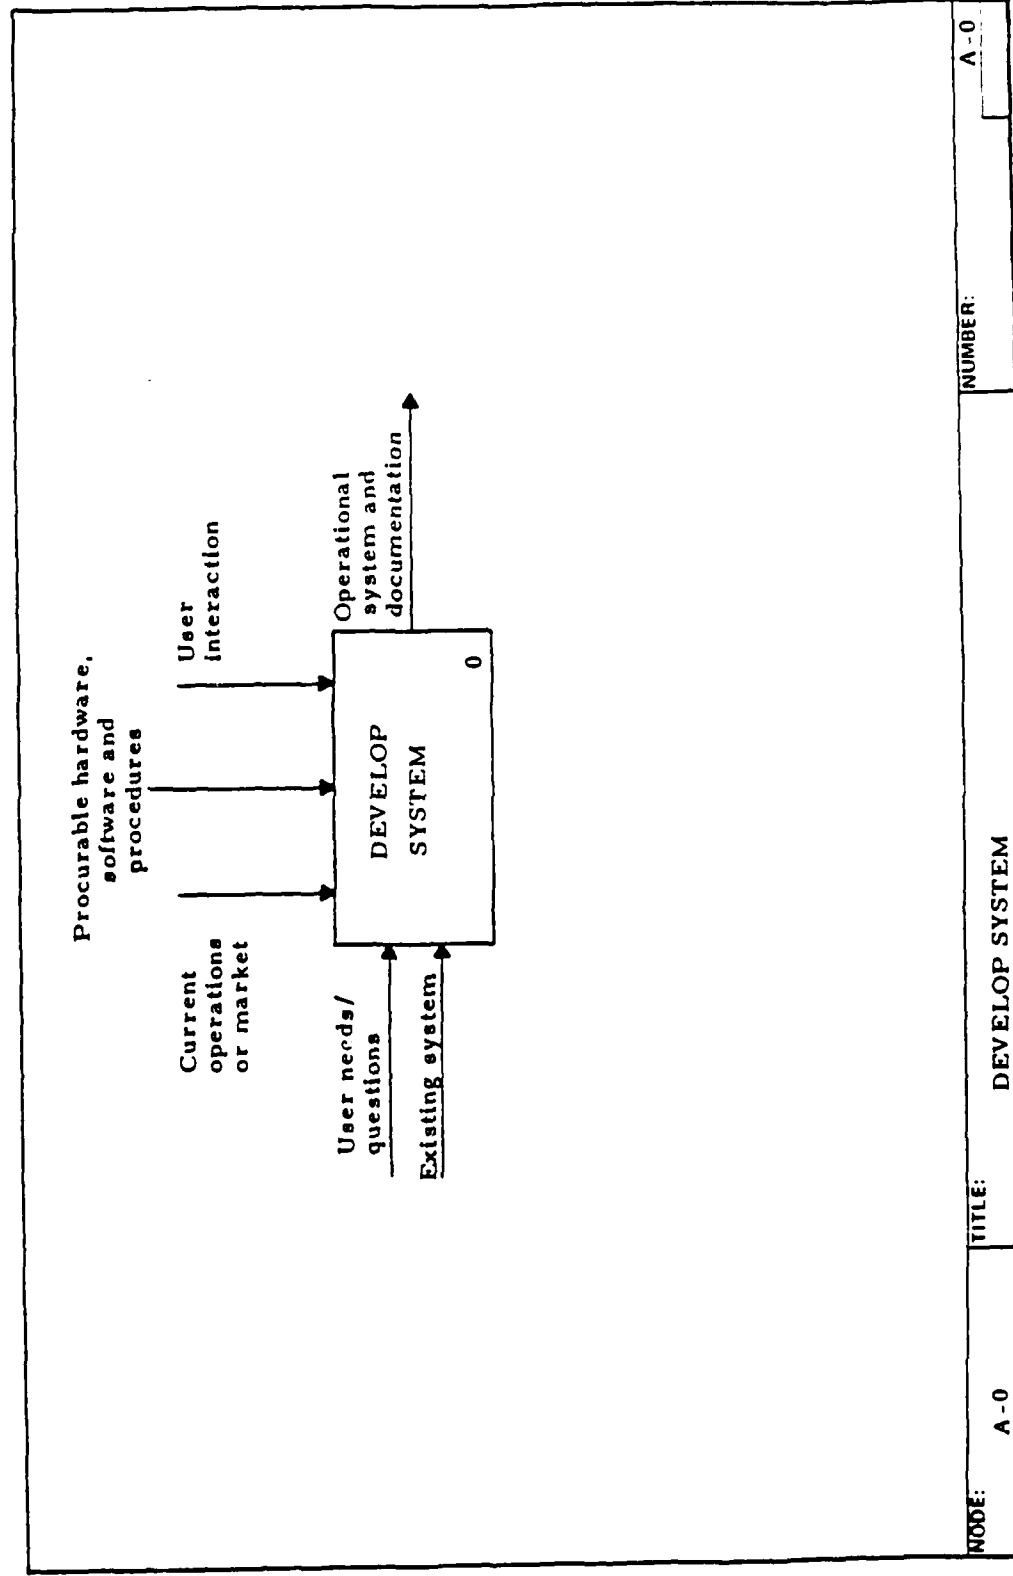 Procurable hardware,
software and
procedures
Current
operations
or market
User
interaction
User needs/
questions
Existing system
DEVELOP
SYSTEM
0
Operational
system and
documentation
NODE:
A-0
TITLE:
DEVELOP SYSTEM
NUMBER:
A-0